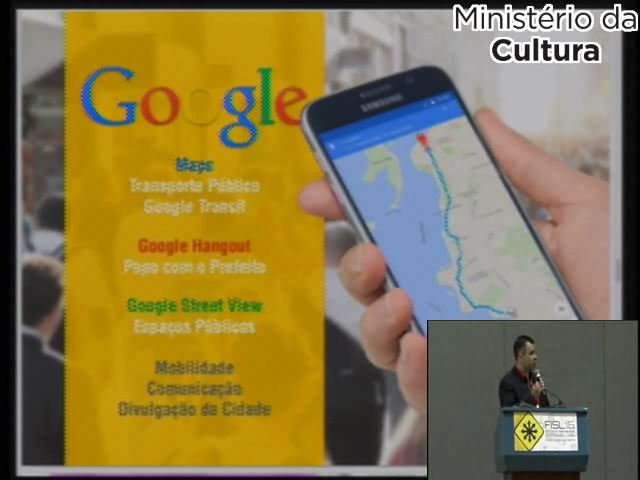 Ministério da
Cultura
Google
SAMSUNG
Maps
Transporte Público
Google Transit
Google Hangout
Papo com o Prefeito
Google Street View
Espaços Públicos
Mobilidade
Comunicação
Divulgação da Cidade
FISL16